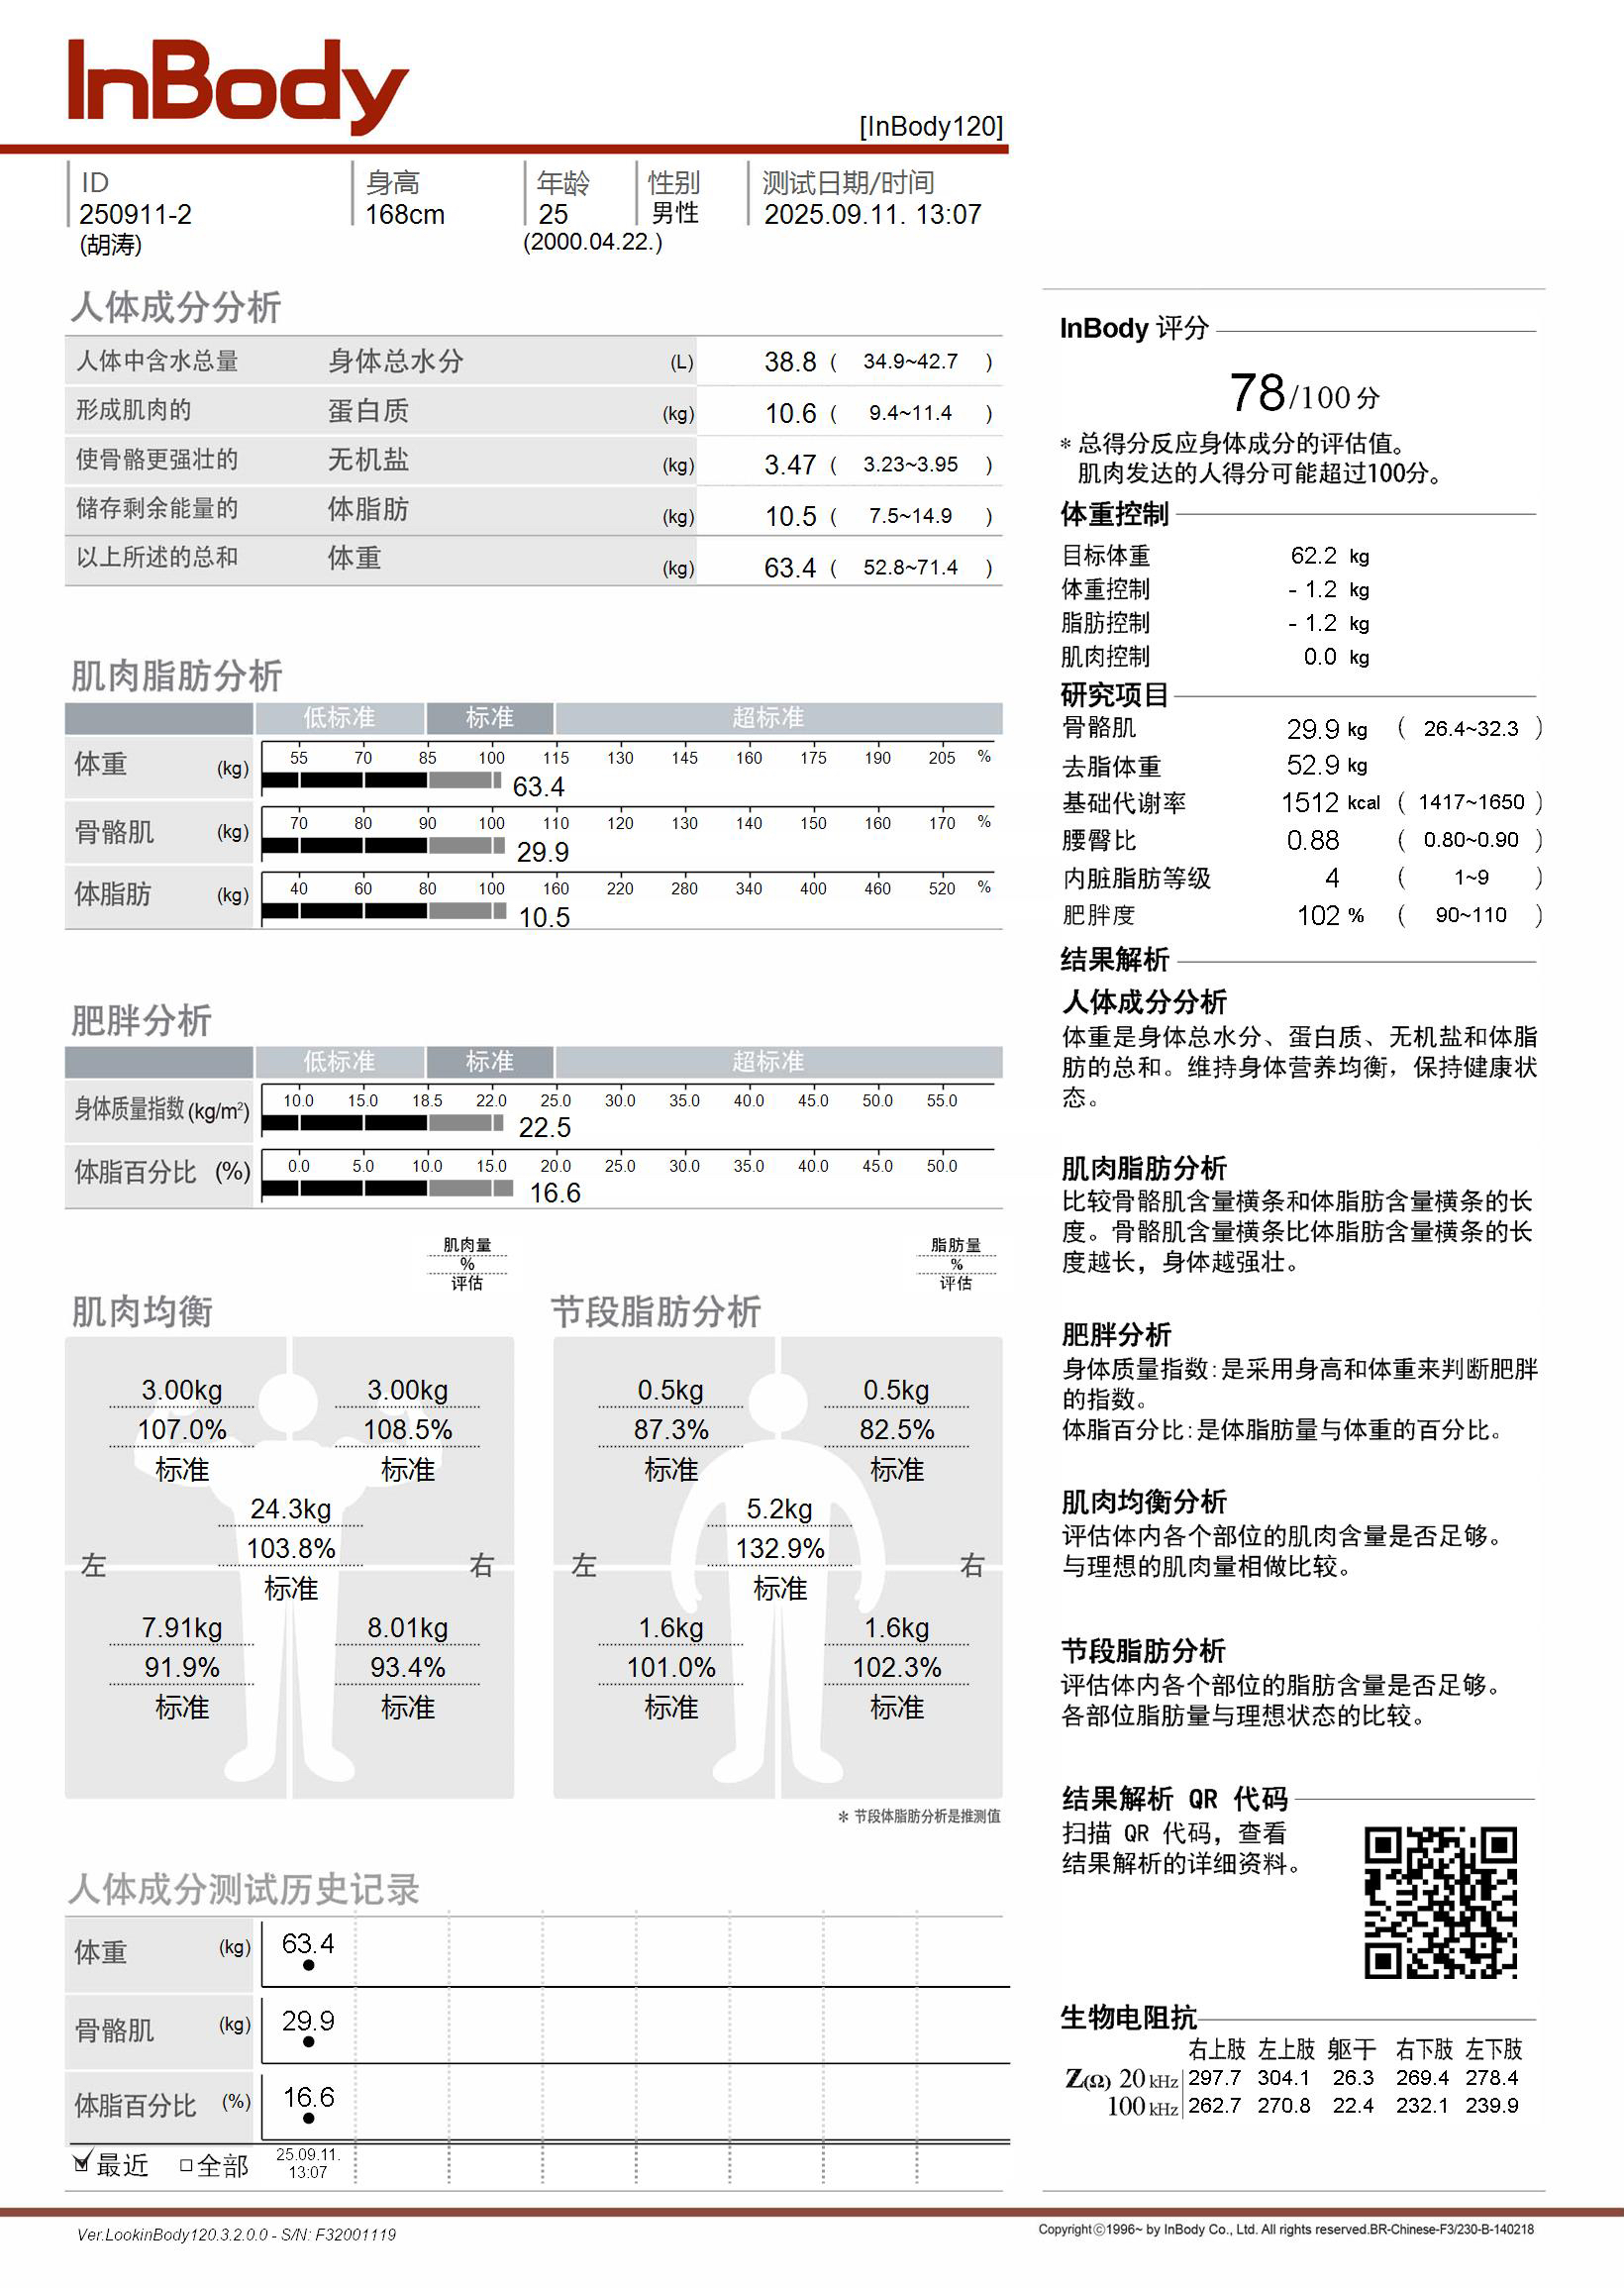 InBody
[InBody120]
ID 身高 年龄 性别 测试日期/时间
250911-2 168cm 25 男性 2025.09.11. 13:07
(胡涛) (2000.04.22.)
人体成分分析
人体中含水总量 身体总水分 (L) 38.8 ( 34.9~42.7 )
形成肌肉的 蛋白质 (kg) 10.6 ( 9.4~11.4 )
使骨骼更强壮的 无机盐 (kg) 3.47 ( 3.23~3.95 )
储存剩余能量的 体脂肪 (kg) 10.5 ( 7.5~14.9 )
以上所述的总和 体重 (kg) 63.4 ( 52.8~71.4 )
肌肉脂肪分析
低标准 标准 超标准
体重 (kg) 55 70 85 100 115 130 145 160 175 190 205 %
63.4
骨骼肌 (kg) 70 80 90 100 110 120 130 140 150 160 170 %
29.9
体脂肪 (kg) 40 60 80 100 160 220 280 340 400 460 520 %
10.5
肥胖分析
低标准 标准 超标准
身体质量指数 (kg/m²) 10.0 15.0 18.5 22.0 25.0 30.0 35.0 40.0 45.0 50.0 55.0
22.5
体脂百分比 (%) 0.0 5.0 10.0 15.0 20.0 25.0 30.0 35.0 40.0 45.0 50.0
16.6
肌肉量
%
评估
肌肉均衡
3.00kg 3.00kg
107.0% 108.5%
标准 标准
24.3kg
103.8%
左 右
标准
7.91kg 8.01kg
91.9% 93.4%
标准 标准
脂肪量
%
评估
节段脂肪分析
0.5kg 0.5kg
87.3% 82.5%
标准 标准
5.2kg
132.9%
左 右
标准
1.6kg 1.6kg
101.0% 102.3%
标准 标准
* 节段体脂肪分析是推测值
人体成分测试历史记录
体重 (kg) 63.4
骨骼肌 (kg) 29.9
体脂百分比 (%) 16.6
最近 全部 25.09.11.
13:07
InBody 评分
78/100 分
* 总得分反应身体成分的评估值。
肌肉发达的人得分可能超过100分。
体重控制
目标体重 62.2 kg
体重控制 - 1.2 kg
脂肪控制 - 1.2 kg
肌肉控制 0.0 kg
研究项目
骨骼肌 29.9 kg ( 26.4~32.3 )
去脂体重 52.9 kg
基础代谢率 1512 kcal ( 1417~1650 )
腰臀比 0.88 ( 0.80~0.90 )
内脏脂肪等级 4 ( 1~9 )
肥胖度 102 % ( 90~110 )
结果解析
人体成分分析
体重是身体总水分、蛋白质、无机盐和体脂
肪的总和。维持身体营养均衡，保持健康状
态。
肌肉脂肪分析
比较骨骼肌含量横条和体脂肪含量横条的长
度。骨骼肌含量横条比体脂肪含量横条的长
度越长，身体越强壮。
肥胖分析
身体质量指数:是采用身高和体重来判断肥胖
的指数。
体脂百分比:是体脂肪量与体重的百分比。
肌肉均衡分析
评估体内各个部位的肌肉含量是否足够。
与理想的肌肉量相做比较。
节段脂肪分析
评估体内各个部位的脂肪含量是否足够。
各部位脂肪量与理想状态的比较。
结果解析 QR 代码
扫描 QR 代码，查看
结果解析的详细资料。
生物电阻抗
右上肢 左上肢 躯干 右下肢 左下肢
Z(Ω) 20 kHz 297.7 304.1 26.3 269.4 278.4
100 kHz 262.7 270.8 22.4 232.1 239.9
Ver.LookinBody120.3.2.0.0 - S/N: F32001119
Copyright©1996~ by InBody Co., Ltd. All rights reserved.BR-Chinese-F3/230-B-140218